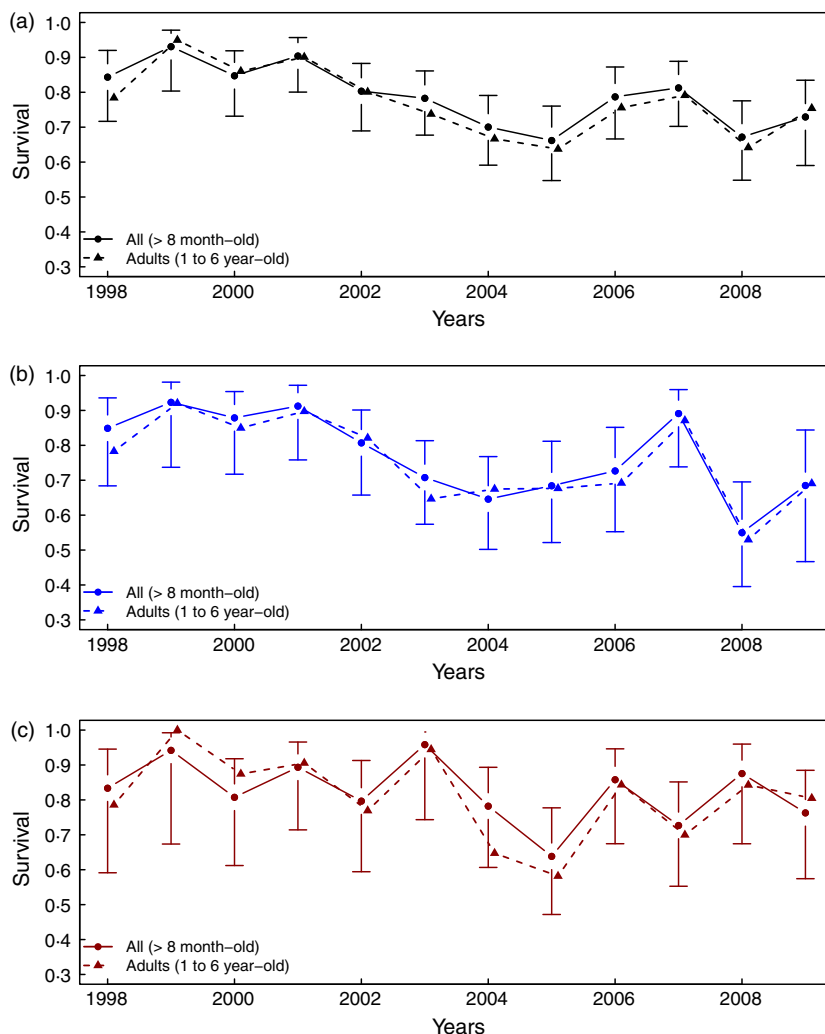 (a)
1·0
0·9
0·8
0·7
0·6
0·5
0·4
0·3
Survival
All (> 8 month−old)
Adults (1 to 6 year−old)
1998 2000 2002 2004 2006 2008
Years
(b)
1·0
0·9
0·8
0·7
0·6
0·5
0·4
0·3
Survival
All (> 8 month−old)
Adults (1 to 6 year−old)
1998 2000 2002 2004 2006 2008
Years
(c)
1·0
0·9
0·8
0·7
0·6
0·5
0·4
0·3
Survival
All (> 8 month−old)
Adults (1 to 6 year−old)
1998 2000 2002 2004 2006 2008
Years